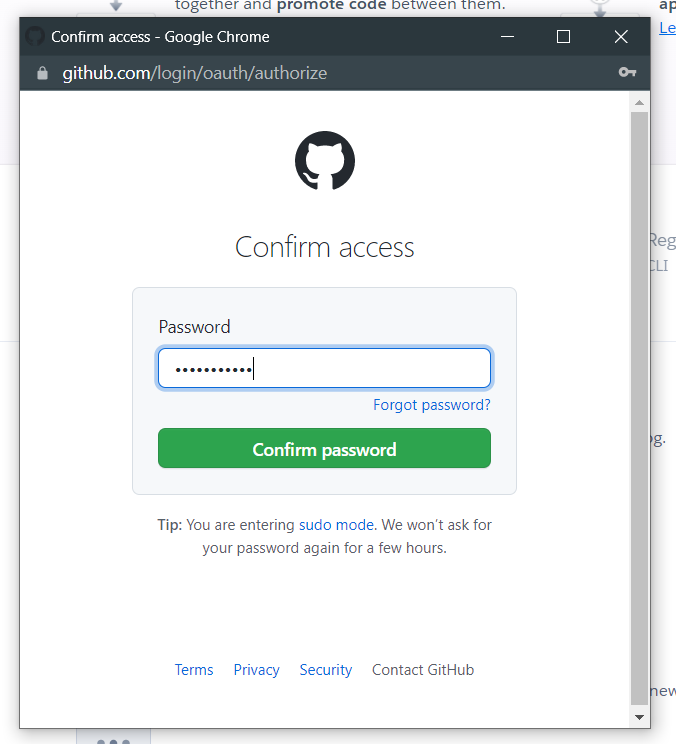 together and promote code between them.
ap
Le
Confirm access - Google Chrome
github.com/login/oauth/authorize
Confirm access
Reg
CLI
Password
•••••••••••
Forgot password?
og.
Confirm password
Tip: You are entering sudo mode. We won’t ask for
your password again for a few hours.
Terms Privacy Security Contact GitHub
new